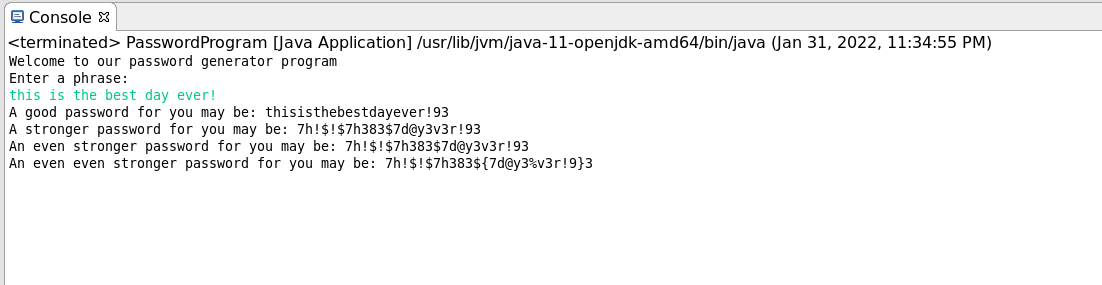 Console
<terminated> PasswordProgram [Java Application] /usr/lib/jvm/java-11-openjdk-amd64/bin/java (Jan 31, 2022, 11:34:55 PM)
Welcome to our password generator program
Enter a phrase:
this is the best day ever!
A good password for you may be: thisisthebestdayever!93
A stronger password for you may be: 7h!$!$7h383$7d@y3v3r!93
An even stronger password for you may be: 7h!$!$7h383$7d@y3v3r!93
An even even stronger password for you may be: 7h!$!$7h383${7d@y3%v3r!9}3